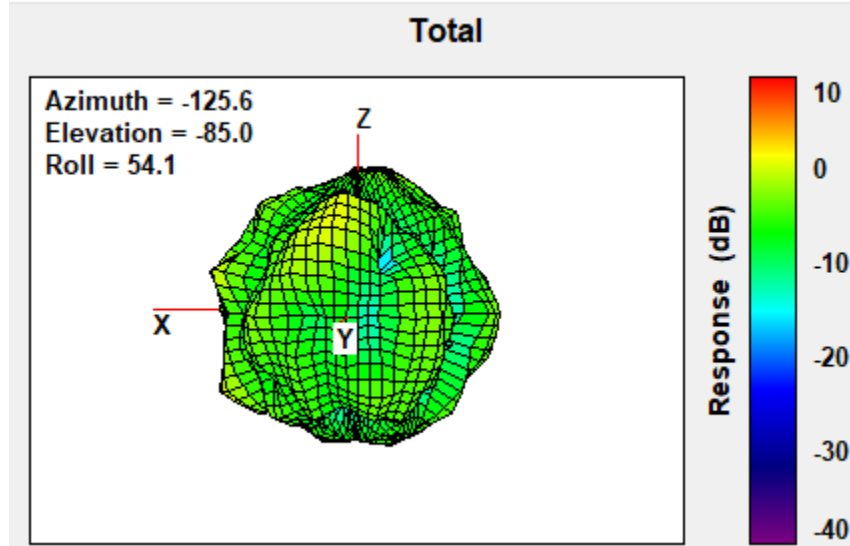 Total
Azimuth = -125.6
Elevation = -85.0
Roll = 54.1
Z
X
Y
10
0
-10
-20
-30
-40
Response (dB)